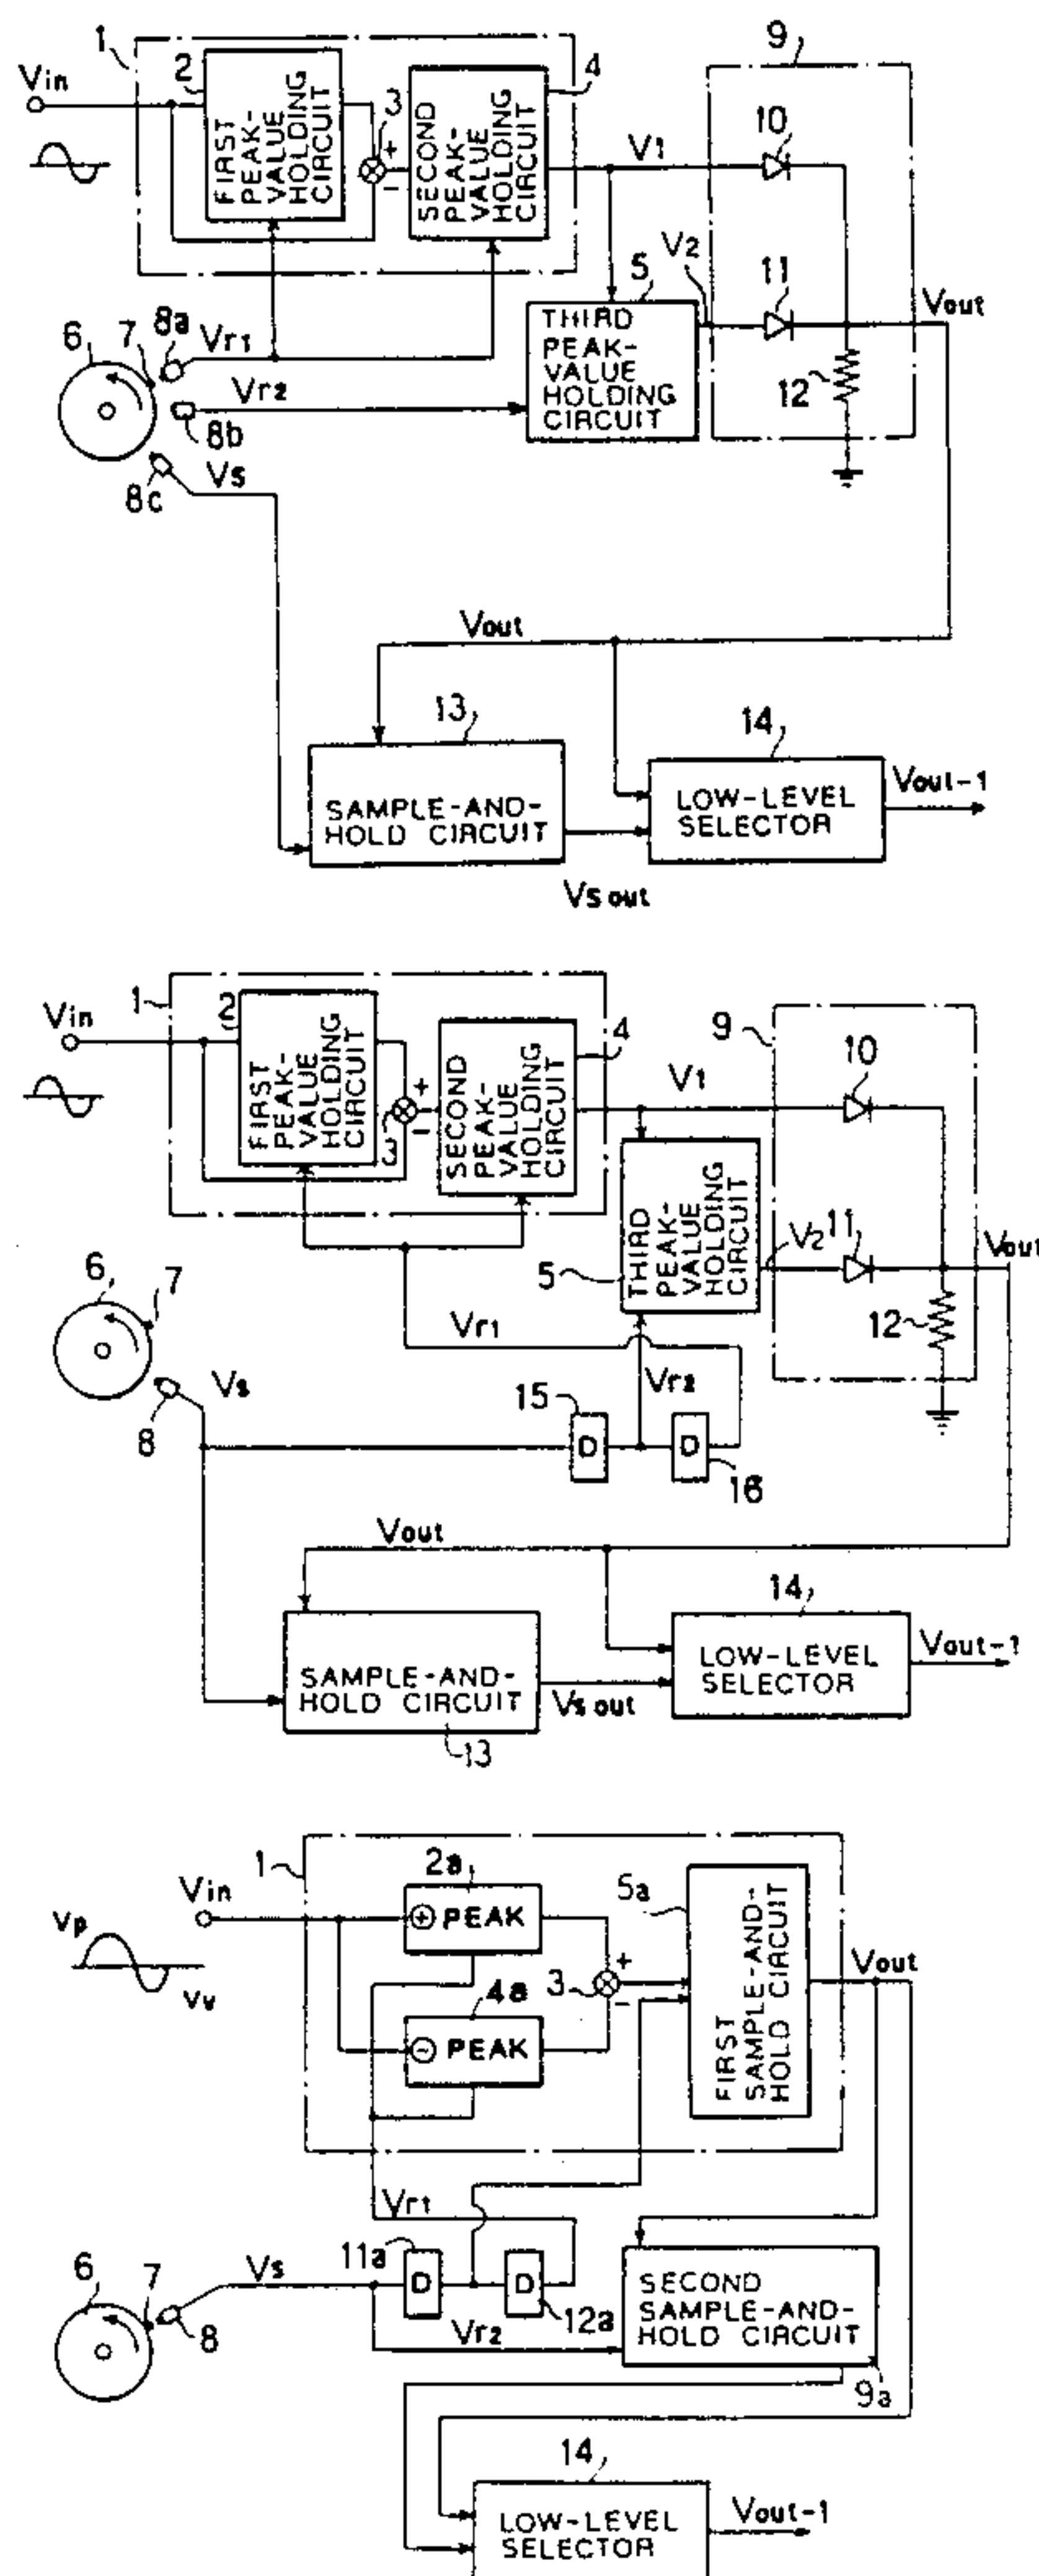 1
9
Vin
2
FIRST
PEAK-
VALUE
HOLDING
CIRCUIT
3
+
-
4
SECOND
PEAK-
VALUE
HOLDING
CIRCUIT
V1
10
V2
11
5
THIRD
PEAK-
VALUE
HOLDING
CIRCUIT
Vout
12
6
7
8a
Vr1
Vr2
8b
Vs
8c
Vout
13
SAMPLE-AND-
HOLD CIRCUIT
14
LOW-LEVEL
SELECTOR
Vout-1
Vs out
1
Vin
2
FIRST
PEAK-
VALUE
HOLDING
CIRCUIT
3
+
-
4
SECOND
PEAK-
VALUE
HOLDING
CIRCUIT
9
10
V1
5
THIRD
PEAK-
VALUE
HOLDING
CIRCUIT
V2
11
Vout
12
6
7
8
Vs
Vr1
Vr2
15
D
D
16
Vout
14
SAMPLE-AND-
HOLD CIRCUIT
13
Vs out
LOW-LEVEL
SELECTOR
Vout-1
1
2a
Vin
Vp
Vv
+ PEAK
3
+
-
4a
- PEAK
5a
FIRST
SAMPLE-AND-
HOLD CIRCUIT
Vout
Vr1
11a
D
D
12a
6
7
8
Vs
Vr2
SECOND
SAMPLE-AND-
HOLD CIRCUIT
9a
14
LOW-LEVEL
SELECTOR
Vout-1